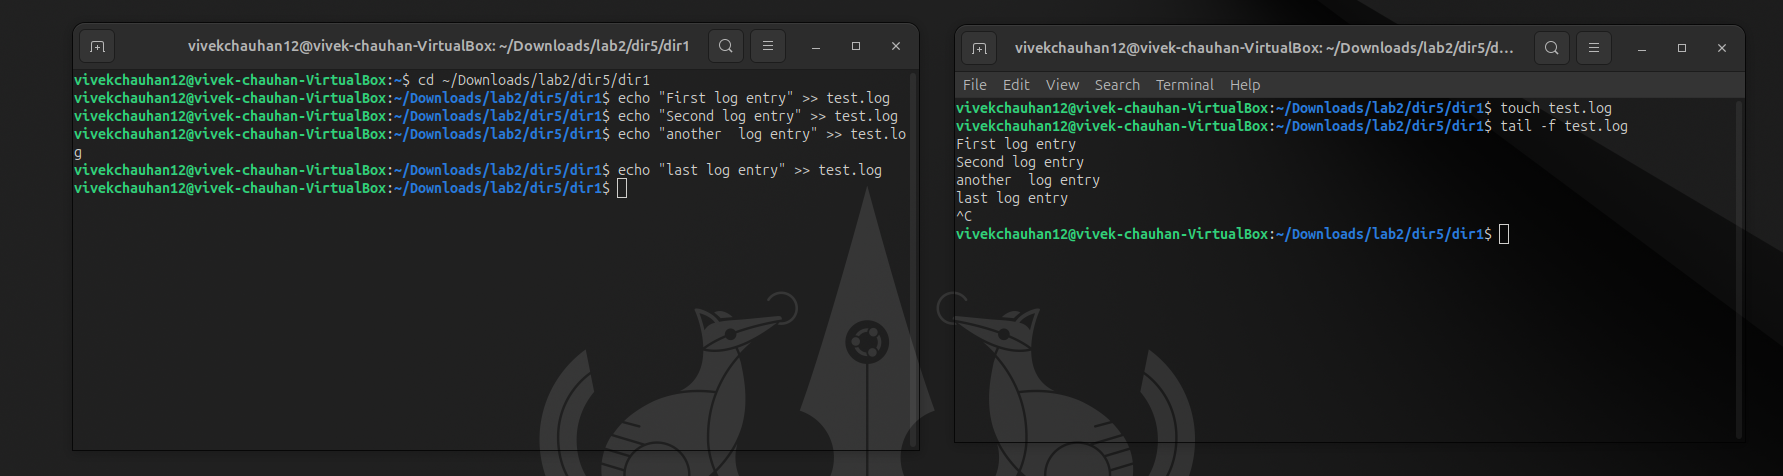 vivekchauhan12@vivek-chauhan-VirtualBox: ~/Downloads/lab2/dir5/dir1
vivekchauhan12@vivek-chauhan-VirtualBox:~$ cd ~/Downloads/lab2/dir5/dir1
vivekchauhan12@vivek-chauhan-VirtualBox:~/Downloads/lab2/dir5/dir1$ echo "First log entry" >> test.log
vivekchauhan12@vivek-chauhan-VirtualBox:~/Downloads/lab2/dir5/dir1$ echo "Second log entry" >> test.log
vivekchauhan12@vivek-chauhan-VirtualBox:~/Downloads/lab2/dir5/dir1$ echo "another  log entry" >> test.lo
g
vivekchauhan12@vivek-chauhan-VirtualBox:~/Downloads/lab2/dir5/dir1$ echo "last log entry" >> test.log
vivekchauhan12@vivek-chauhan-VirtualBox:~/Downloads/lab2/dir5/dir1$
vivekchauhan12@vivek-chauhan-VirtualBox: ~/Downloads/lab2/dir5/d...
File Edit View Search Terminal Help
vivekchauhan12@vivek-chauhan-VirtualBox:~/Downloads/lab2/dir5/dir1$ touch test.log
vivekchauhan12@vivek-chauhan-VirtualBox:~/Downloads/lab2/dir5/dir1$ tail -f test.log
First log entry
Second log entry
another  log entry
last log entry
^C
vivekchauhan12@vivek-chauhan-VirtualBox:~/Downloads/lab2/dir5/dir1$